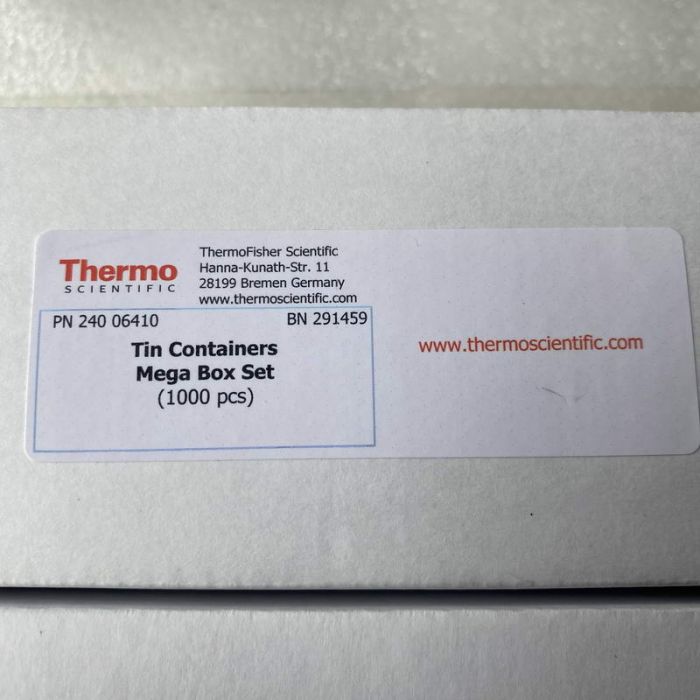 Thermo
SCIENTIFIC
ThermoFisher Scientific
Hanna-Kunath-Str. 11
28199 Bremen Germany
www.thermoscientific.com
PN 240 06410
BN 291459
Tin Containers
Mega Box Set
(1000 pcs)
www.thermoscientific.com